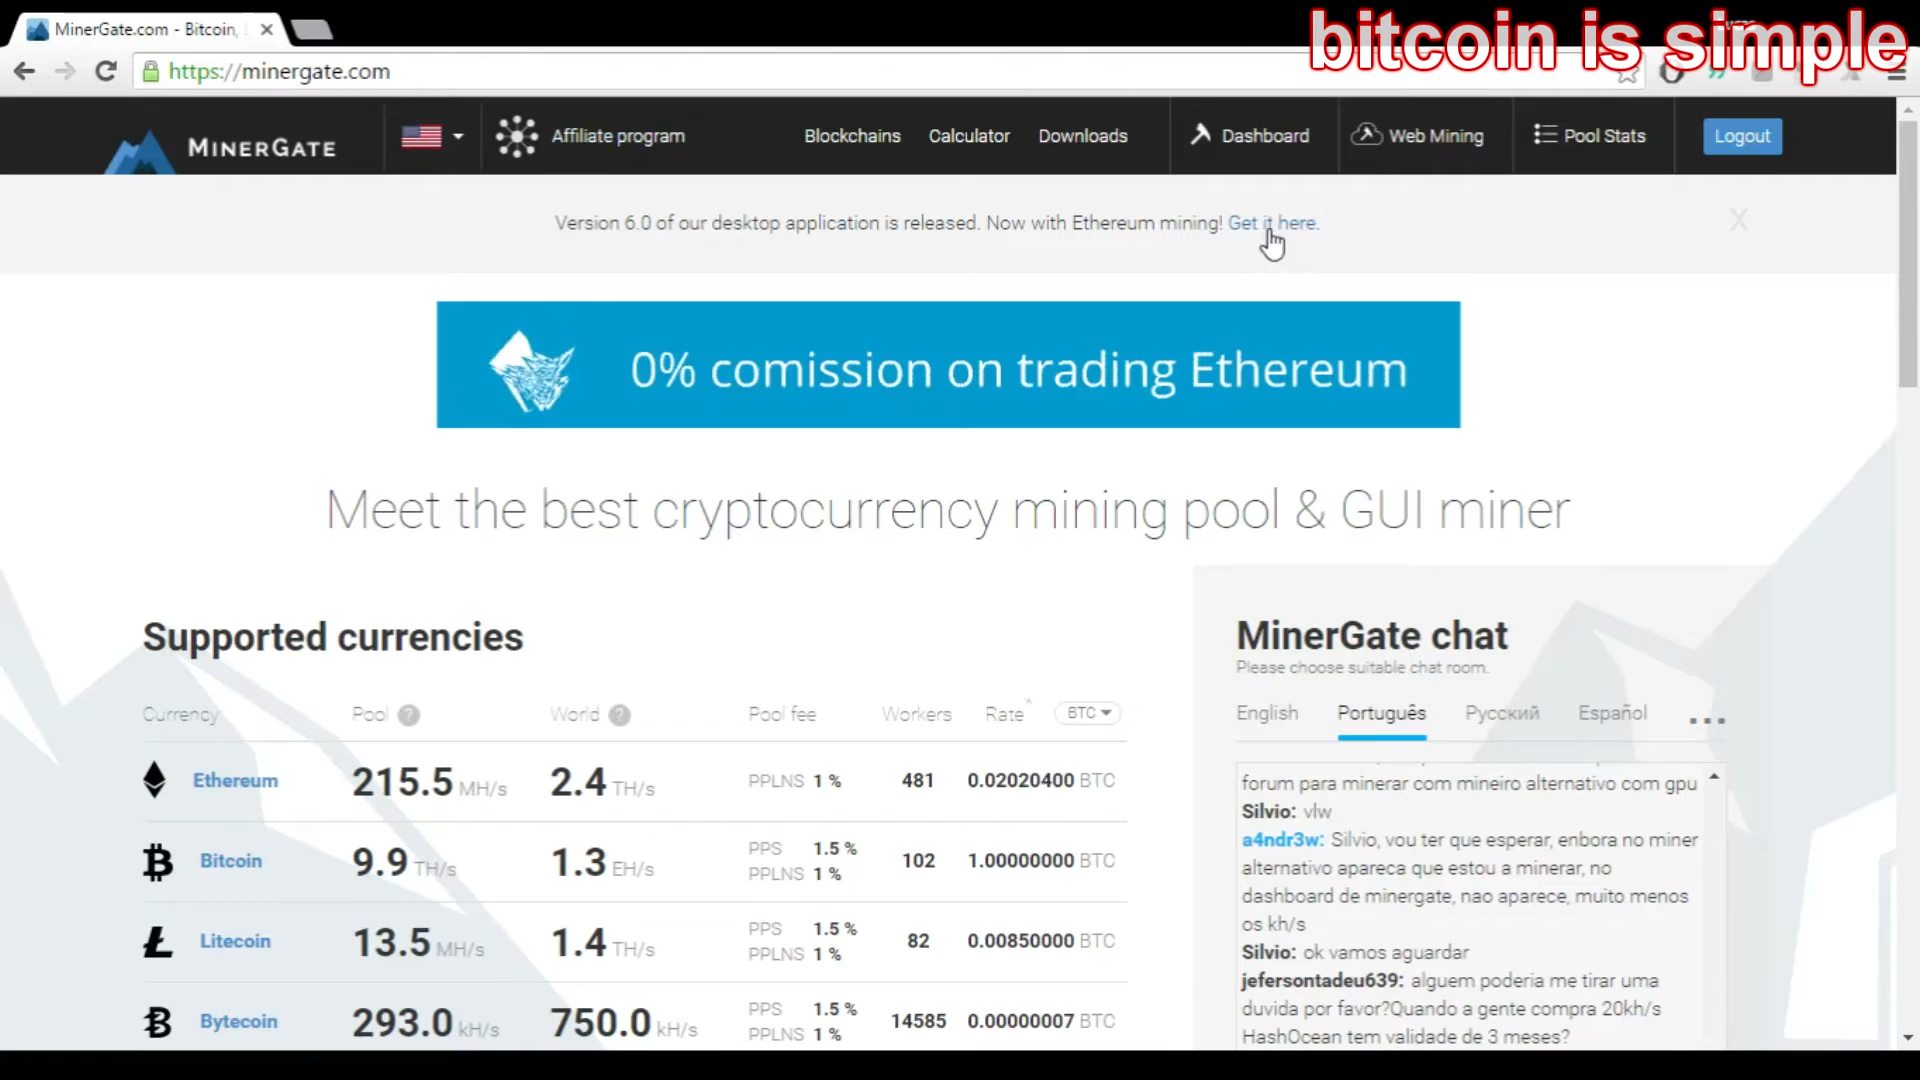 bitcoin is simple
MinerGate.com - Bitcoin,
https://minergate.com
MINERGATE
Affiliate program
Blockchains
Calculator
Downloads
Dashboard
Web Mining
Pool Stats
Logout
Version 6.0 of our desktop application is released. Now with Ethereum mining! Get it here.
X
0% comission on trading Ethereum
Meet the best cryptocurrency mining pool & GUI miner
Supported currencies
Currency Pool ? World ? Pool fee Workers Rate* BTC
Ethereum 215.5 MH/s 2.4 TH/s PPLNS 1 % 481 0.02020400 BTC
Bitcoin 9.9 TH/s 1.3 EH/s PPS 1.5 % 102 1.00000000 BTC
PPLNS 1 %
Litecoin 13.5 MH/s 1.4 TH/s PPS 1.5 % 82 0.00850000 BTC
PPLNS 1 %
Bytecoin 293.0 kH/s 750.0 kH/s PPS 1.5 % 14585 0.00000007 BTC
PPLNS 1 %
MinerGate chat
Please choose suitable chat room.
English Português Русский Español ...
forum para minerar com mineiro alternativo com gpu
Silvio: vlw
a4ndr3w: Silvio, vou ter que esperar, enbora no miner
alternativo apareca que estou a minerar, no
dashboard de minergate, nao aparece, muito menos
os kh/s
Silvio: ok vamos aguardar
jefersontadeu639: alguem poderia me tirar uma
duvida por favor?Quando a gente compra 20kh/s
HashOcean tem validade de 3 meses?